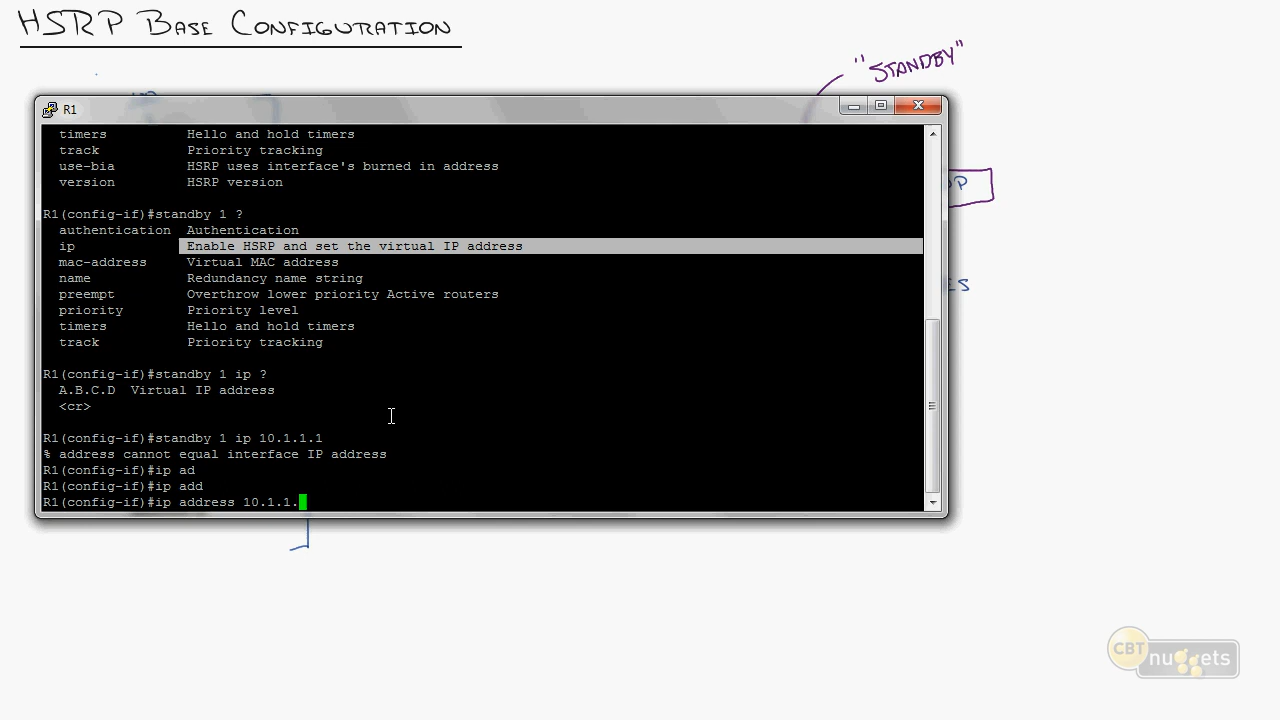 HSRP BASE CONFIGURATION
"STANDBY"
R1
timers Hello and hold timers
track Priority tracking
use-bia HSRP uses interface's burned in address
version HSRP version
R1(config-if)#standby 1 ?
authentication Authentication
ip Enable HSRP and set the virtual IP address
mac-address Virtual MAC address
name Redundancy name string
preempt Overthrow lower priority Active routers
priority Priority level
timers Hello and hold timers
track Priority tracking
R1(config-if)#standby 1 ip ?
A.B.C.D Virtual IP address
<cr>
R1(config-if)#standby 1 ip 10.1.1.1
% address cannot equal interface IP address
R1(config-if)#ip ad
R1(config-if)#ip add
R1(config-if)#ip address 10.1.1.
CBT nuggets